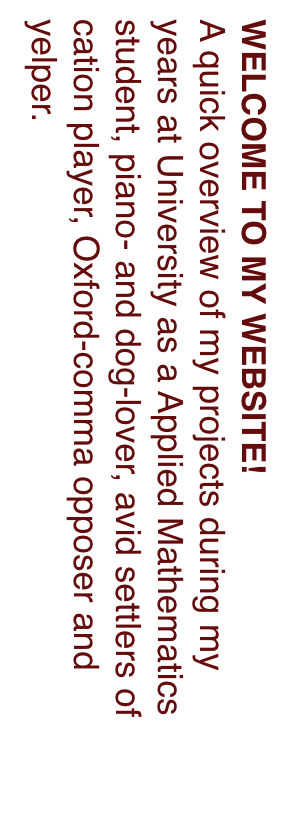 WELCOME TO MY WEBSITE!
A quick overview of my projects during my
years at University as a Applied Mathematics
student, piano- and dog-lover, avid settlers of
cation player, Oxford-comma opposer and
yelper.